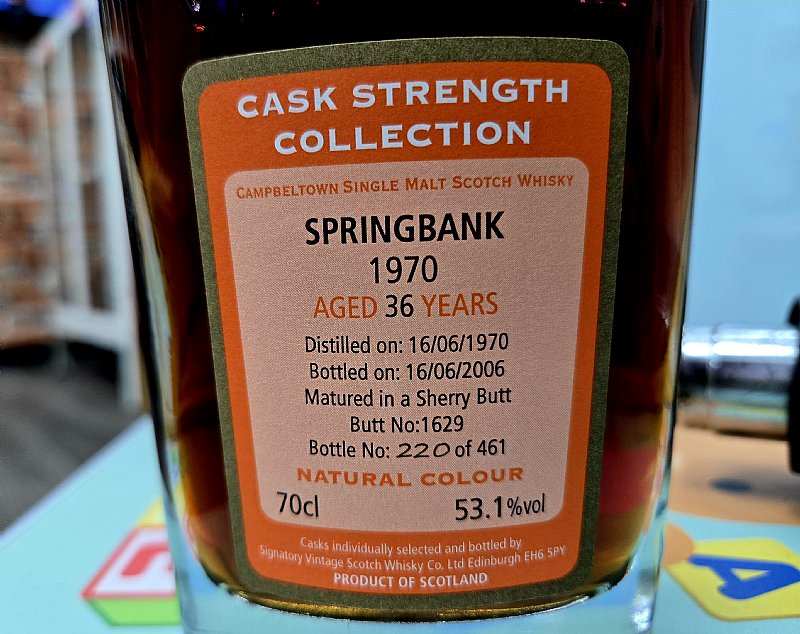 CASK STRENGTH
COLLECTION
CAMPBELTOWN SINGLE MALT SCOTCH WHISKY
SPRINGBANK
1970
AGED 36 YEARS
Distilled on: 16/06/1970
Bottled on: 16/06/2006
Matured in a Sherry Butt
Butt No:1629
Bottle No: 220 of 461
NATURAL COLOUR
70cl 53.1%vol
Casks individually selected and bottled by
Signatory Vintage Scotch Whisky Co. Ltd Edinburgh EH6 5PY
PRODUCT OF SCOTLAND
A